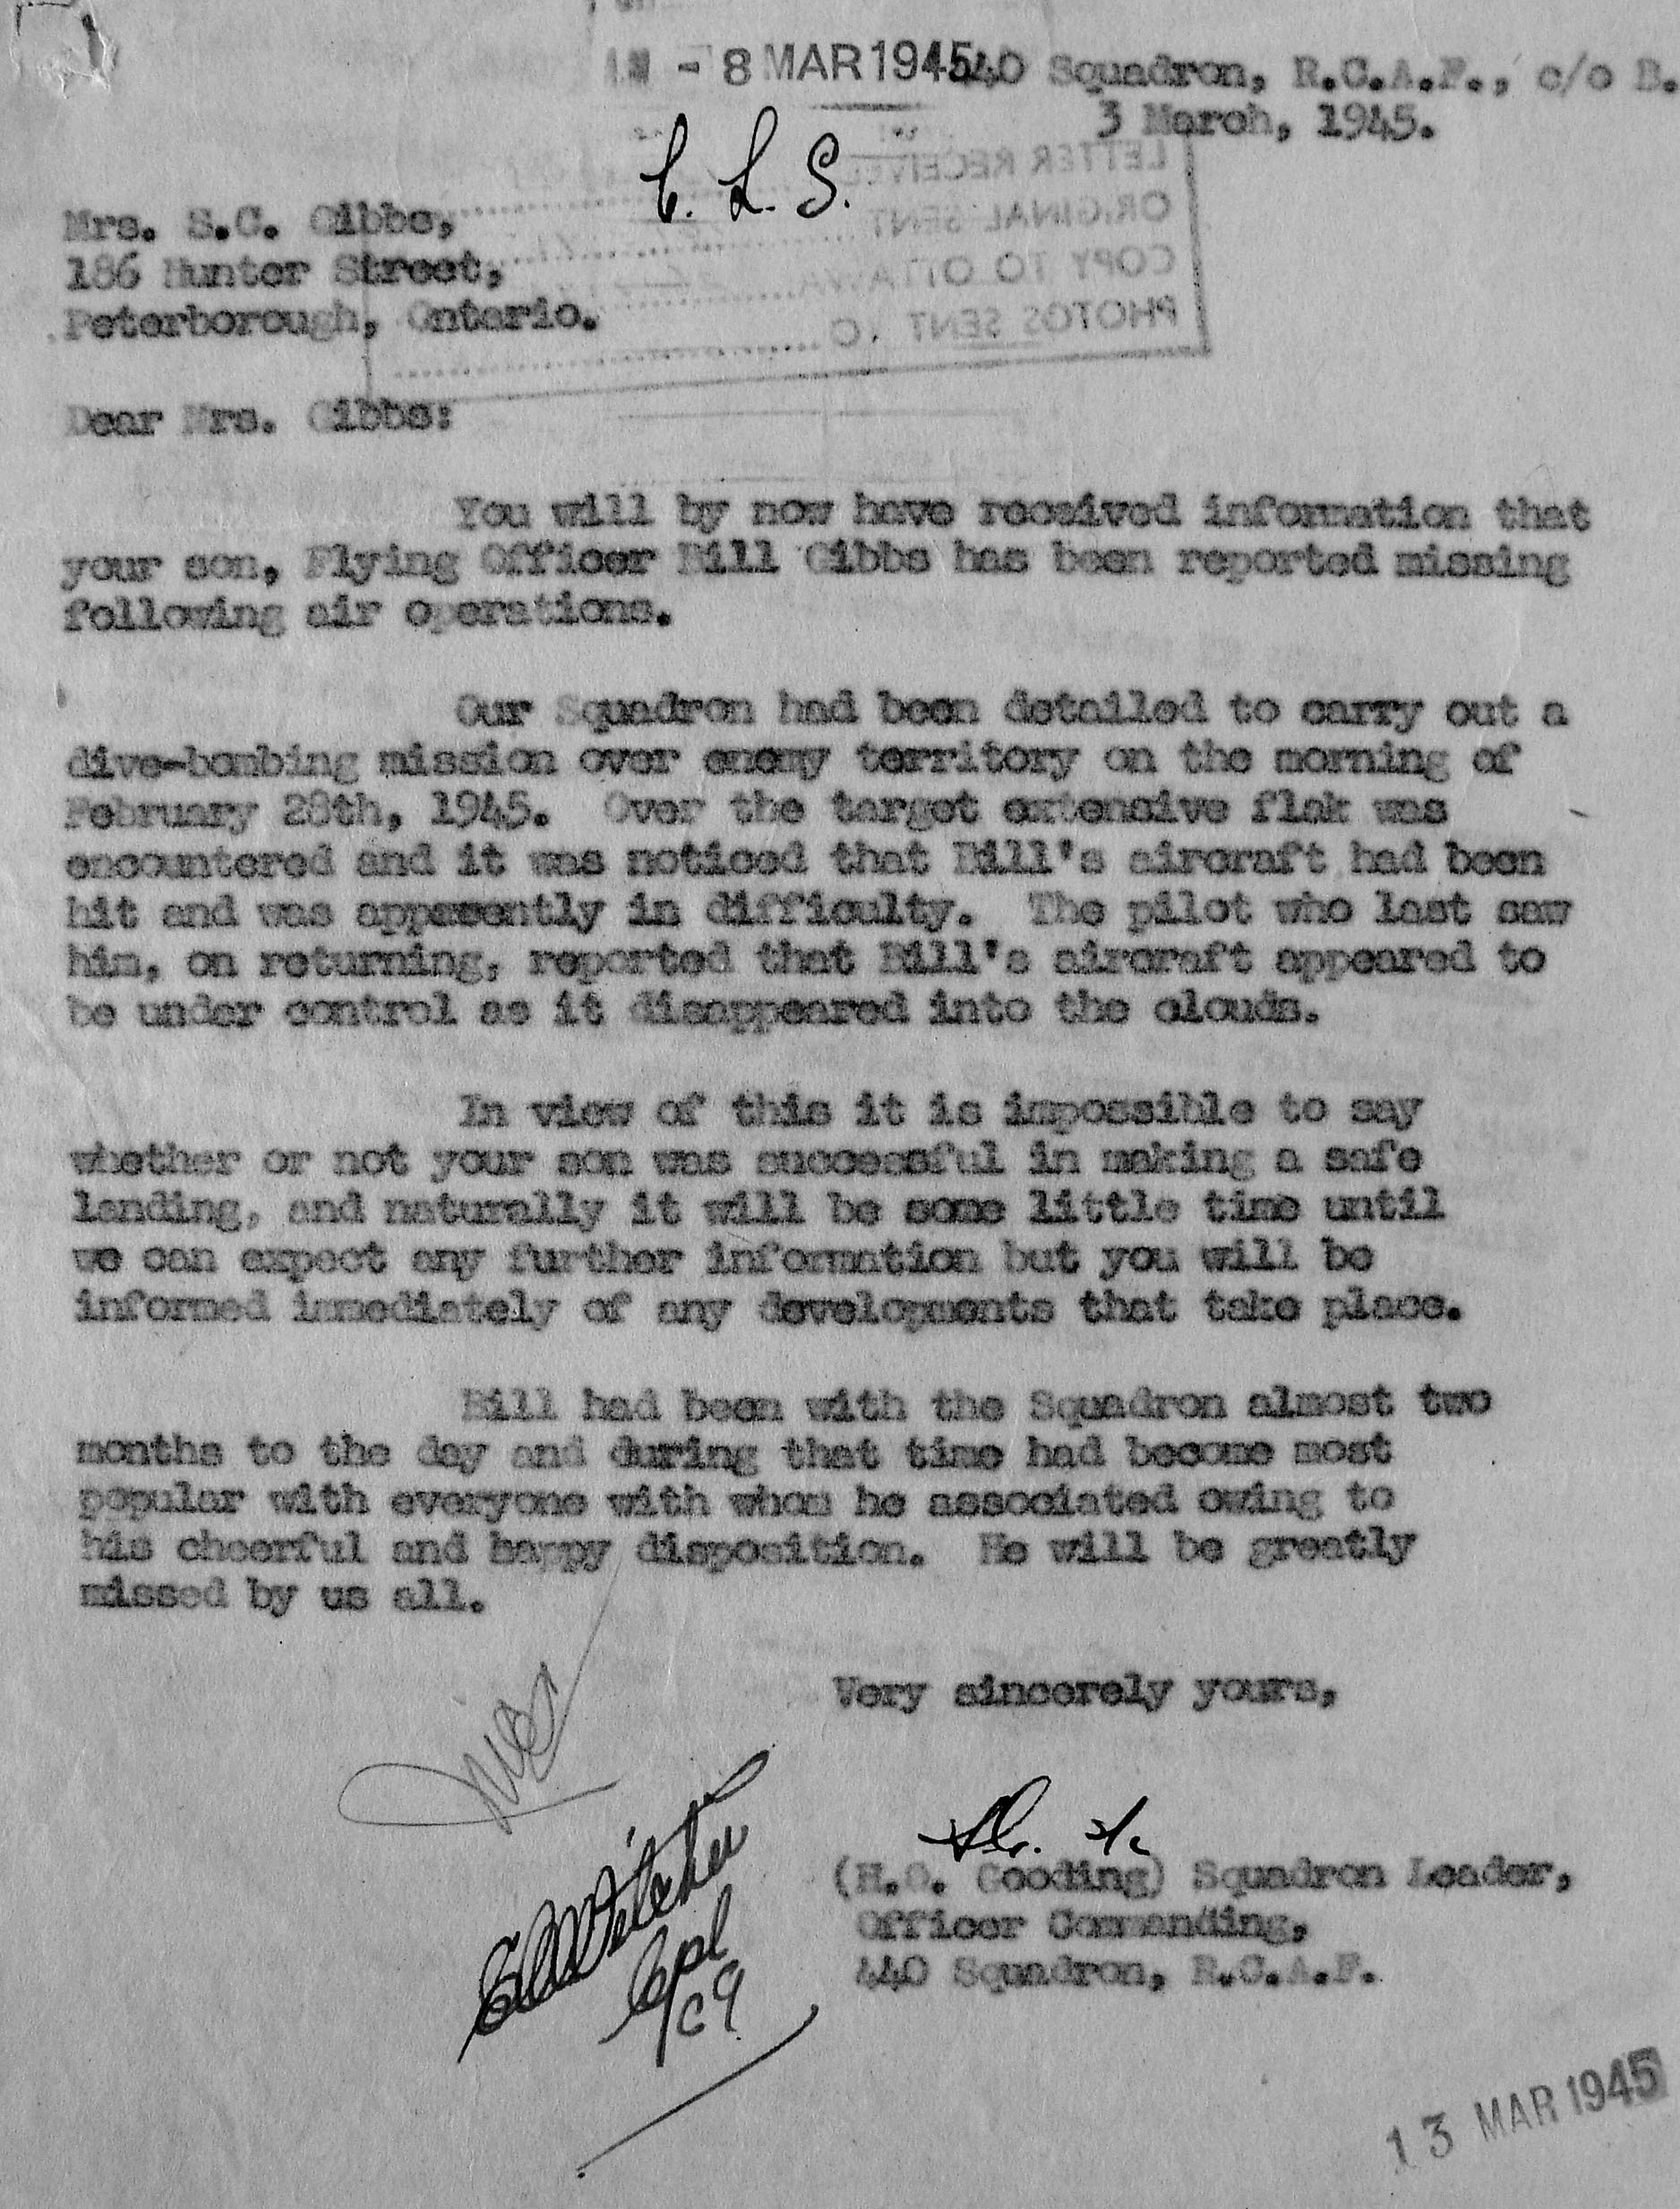 - 8 MAR 1945
440 Squadron, R.C.A.F., c/o B.
3 March, 1945.
C. L. S.
LETTER RECEIVED
ORIGINAL SENT
COPY TO OTTAWA
PHOTOS SENT TO
Mrs. S.C. Gibbs,
186 Hunter Street,
Peterborough, Ontario.
Dear Mrs. Gibbs:
You will by now have received information that
your son, Flying Officer Bill Gibbs has been reported missing
following air operations.
Our Squadron had been detailed to carry out a
dive-bombing mission over enemy territory on the morning of
February 28th, 1945. Over the target extensive flak was
encountered and it was noticed that Bill's aircraft had been
hit and was apparently in difficulty. The pilot who last saw
him, on returning, reported that Bill's aircraft appeared to
be under control as it disappeared into the clouds.
In view of this it is impossible to say
whether or not your son was successful in making a safe
landing, and naturally it will be some little time until
we can expect any further information but you will be
informed immediately of any developments that take place.
Bill had been with the Squadron almost two
months to the day and during that time had become most
popular with everyone with whom he associated owing to
his cheerful and happy disposition. He will be greatly
missed by us all.
Very sincerely yours,
(H.O. Gooding) Squadron Leader,
Officer Commanding,
440 Squadron, R.C.A.F.
Cpl
13 MAR 1945